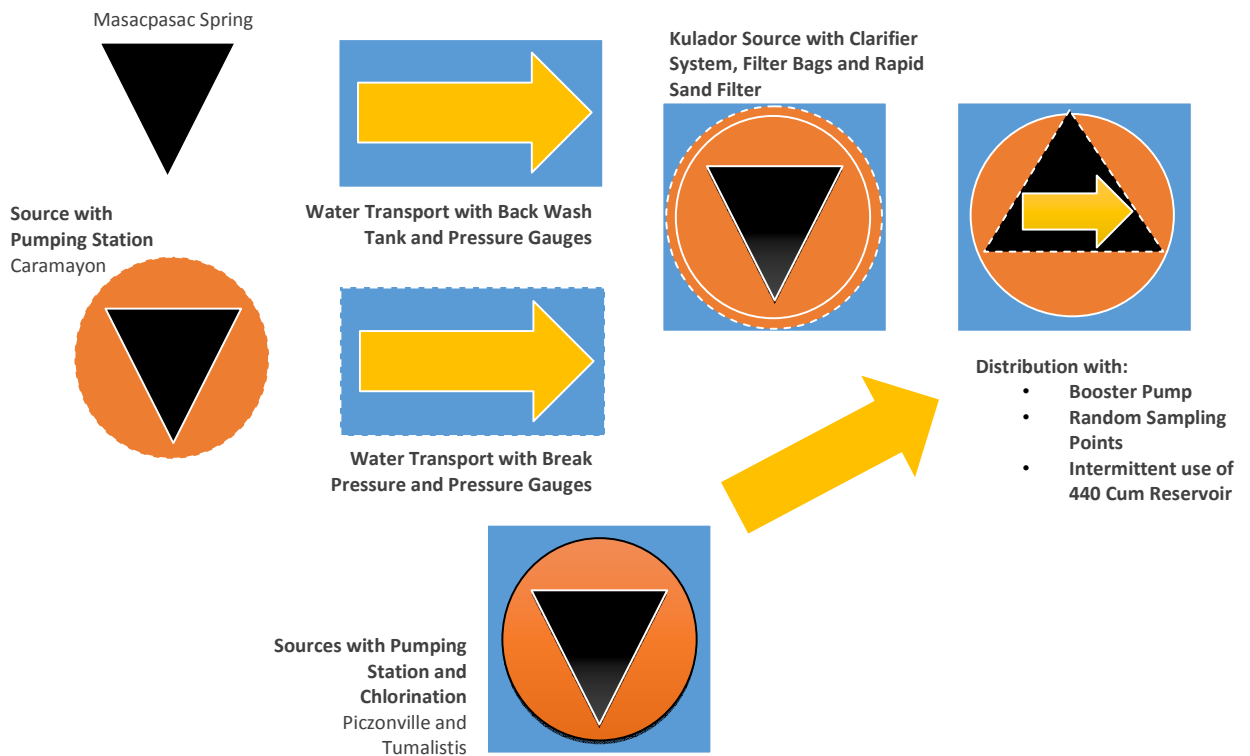 Masacpasac Spring
Source with
Pumping Station
Caramayon
Water Transport with Back Wash
Tank and Pressure Gauges
Water Transport with Break
Pressure and Pressure Gauges
Kulador Source with Clarifier
System, Filter Bags and Rapid
Sand Filter
Distribution with:
• Booster Pump
• Random Sampling
Points
• Intermittent use of
440 Cum Reservoir
Sources with Pumping
Station and
Chlorination
Piczonville and
Tumalistis